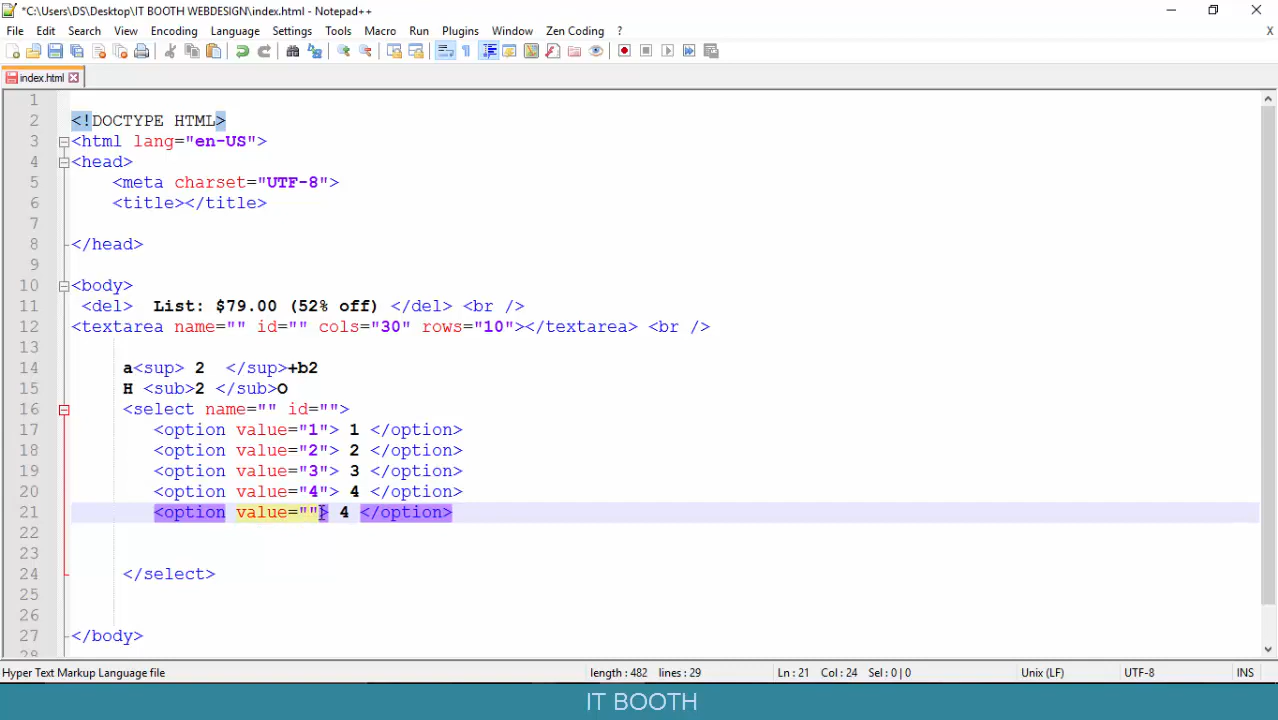 *C:\Users\DS\Desktop\IT BOOTH WEBDESIGN\index.html - Notepad++
File Edit Search View Encoding Language Settings Tools Macro Run Plugins Window Zen Coding ? X
index.html
1
2 <!DOCTYPE HTML>
3 <html lang="en-US">
4 <head>
5 <meta charset="UTF-8">
6 <title></title>
7
8 </head>
9
10 <body>
11 <del> List: $79.00 (52% off) </del> <br />
12 <textarea name="" id="" cols="30" rows="10"></textarea> <br />
13
14 a<sup> 2 </sup>+b2
15 H <sub>2 </sub>O
16 <select name="" id="">
17 <option value="1"> 1 </option>
18 <option value="2"> 2 </option>
19 <option value="3"> 3 </option>
20 <option value="4"> 4 </option>
21 <option value=""> 4 </option>
22
23
24 </select>
25
26
27 </body>
28
Hyper Text Markup Language file length : 482 lines : 29 Ln : 21 Col : 24 Sel : 0 | 0 Unix (LF) UTF-8 INS
IT BOOTH